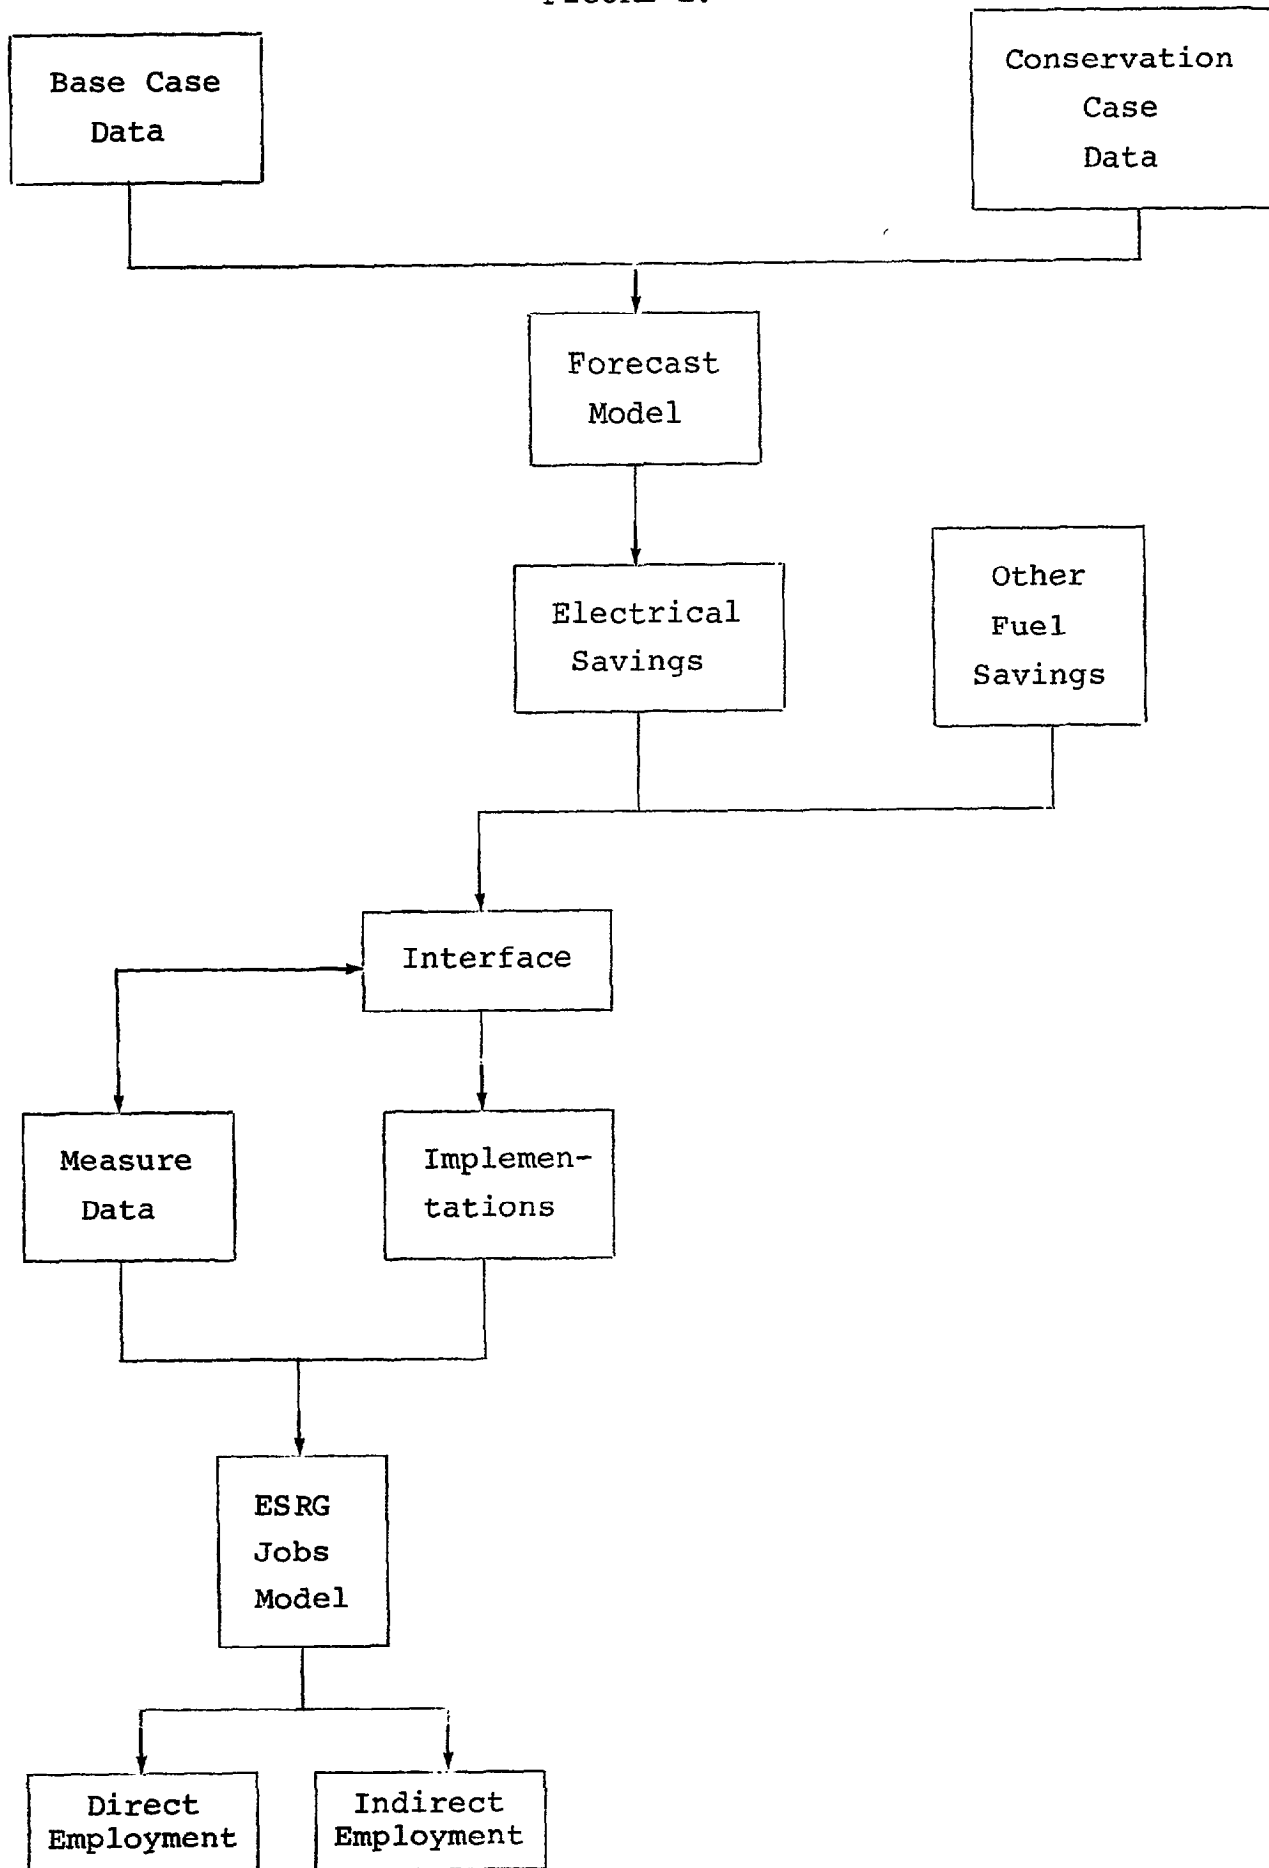 Base Case
Data
Conservation
Case
Data
Forecast
Model
Electrical
Savings
Other
Fuel
Savings
Interface
Measure
Data
Implemen-
tations
ESRG
Jobs
Model
Direct
Employment
Indirect
Employment